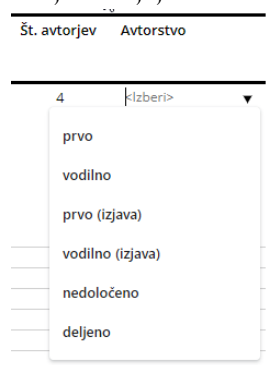 Št. avtorjev Avtorstvo
4 <Izberi> ▼
prvo
vodilno
prvo (izjava)
vodilno (izjava)
nedoločeno
deljeno